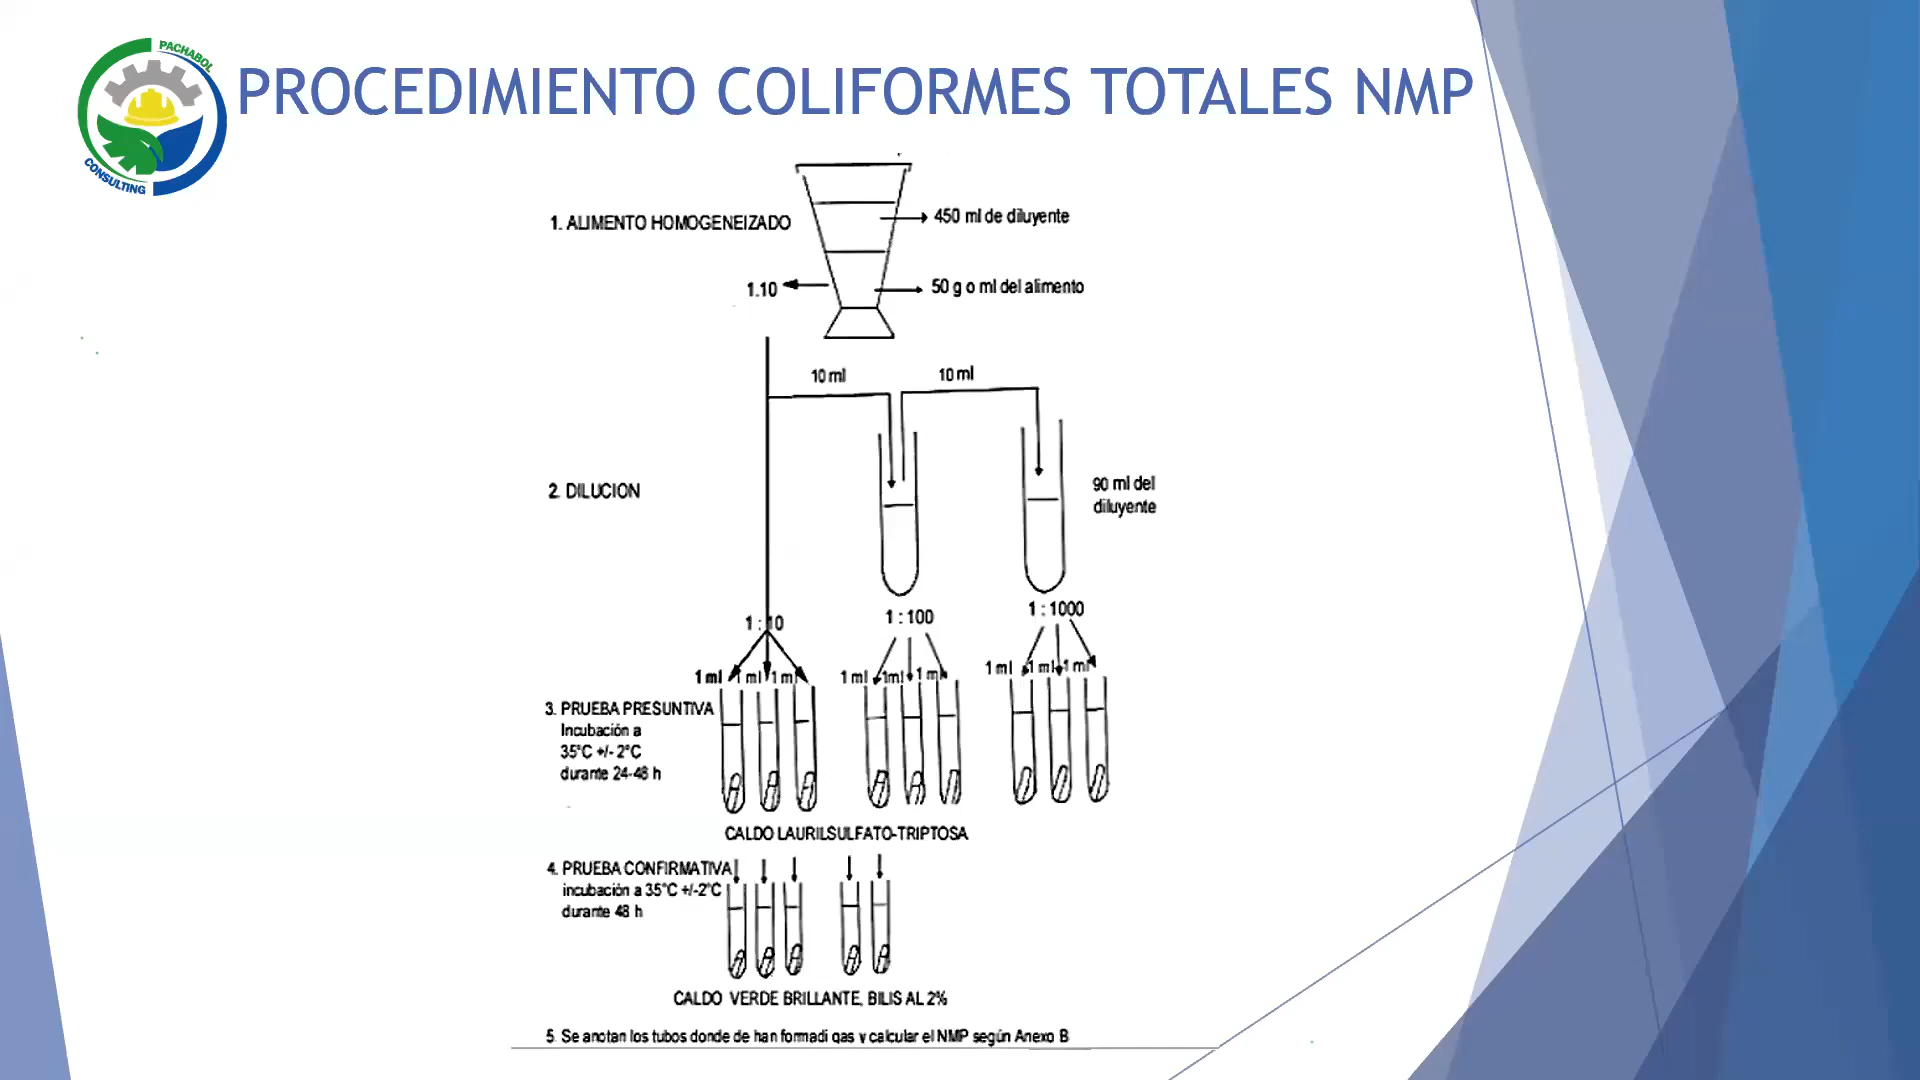 PACHABOL
CONSULTING
PROCEDIMIENTO COLIFORMES TOTALES NMP
1. ALIMENTO HOMOGENEIZADO
450 ml de diluyente
1.10
50 g o ml del alimento
10 ml
10 ml
2. DILUCION
90 ml del
diluyente
1 : 10
1 : 100
1 : 1000
1 ml 1 ml 1 ml
1 ml 1ml 1 ml
1 ml 1 ml 1 ml
3. PRUEBA PRESUNTIVA
Incubación a
35°C +/- 2°C
durante 24-48 h
CALDO LAURILSULFATO-TRIPTOSA
4. PRUEBA CONFIRMATIVA
incubación a 35°C +/-2°C
durante 48 h
CALDO VERDE BRILLANTE, BILIS AL 2%
5. Se anotan los tubos donde de han formadi gas y calcular el NMP según Anexo B